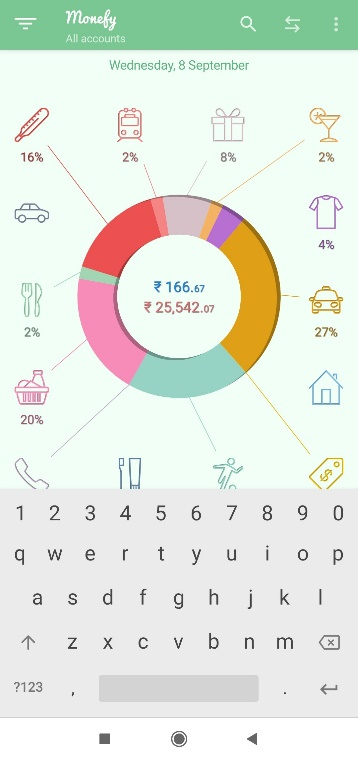 Monefy
All accounts
Wednesday, 8 September
16%
2%
8%
2%
4%
2%
27%
20%
₹ 166.67
₹ 25,542.07
1 2 3 4 5 6 7 8 9 0
q w e r t y u i o p
a s d f g h j k l
z x c v b n m
?123 , .